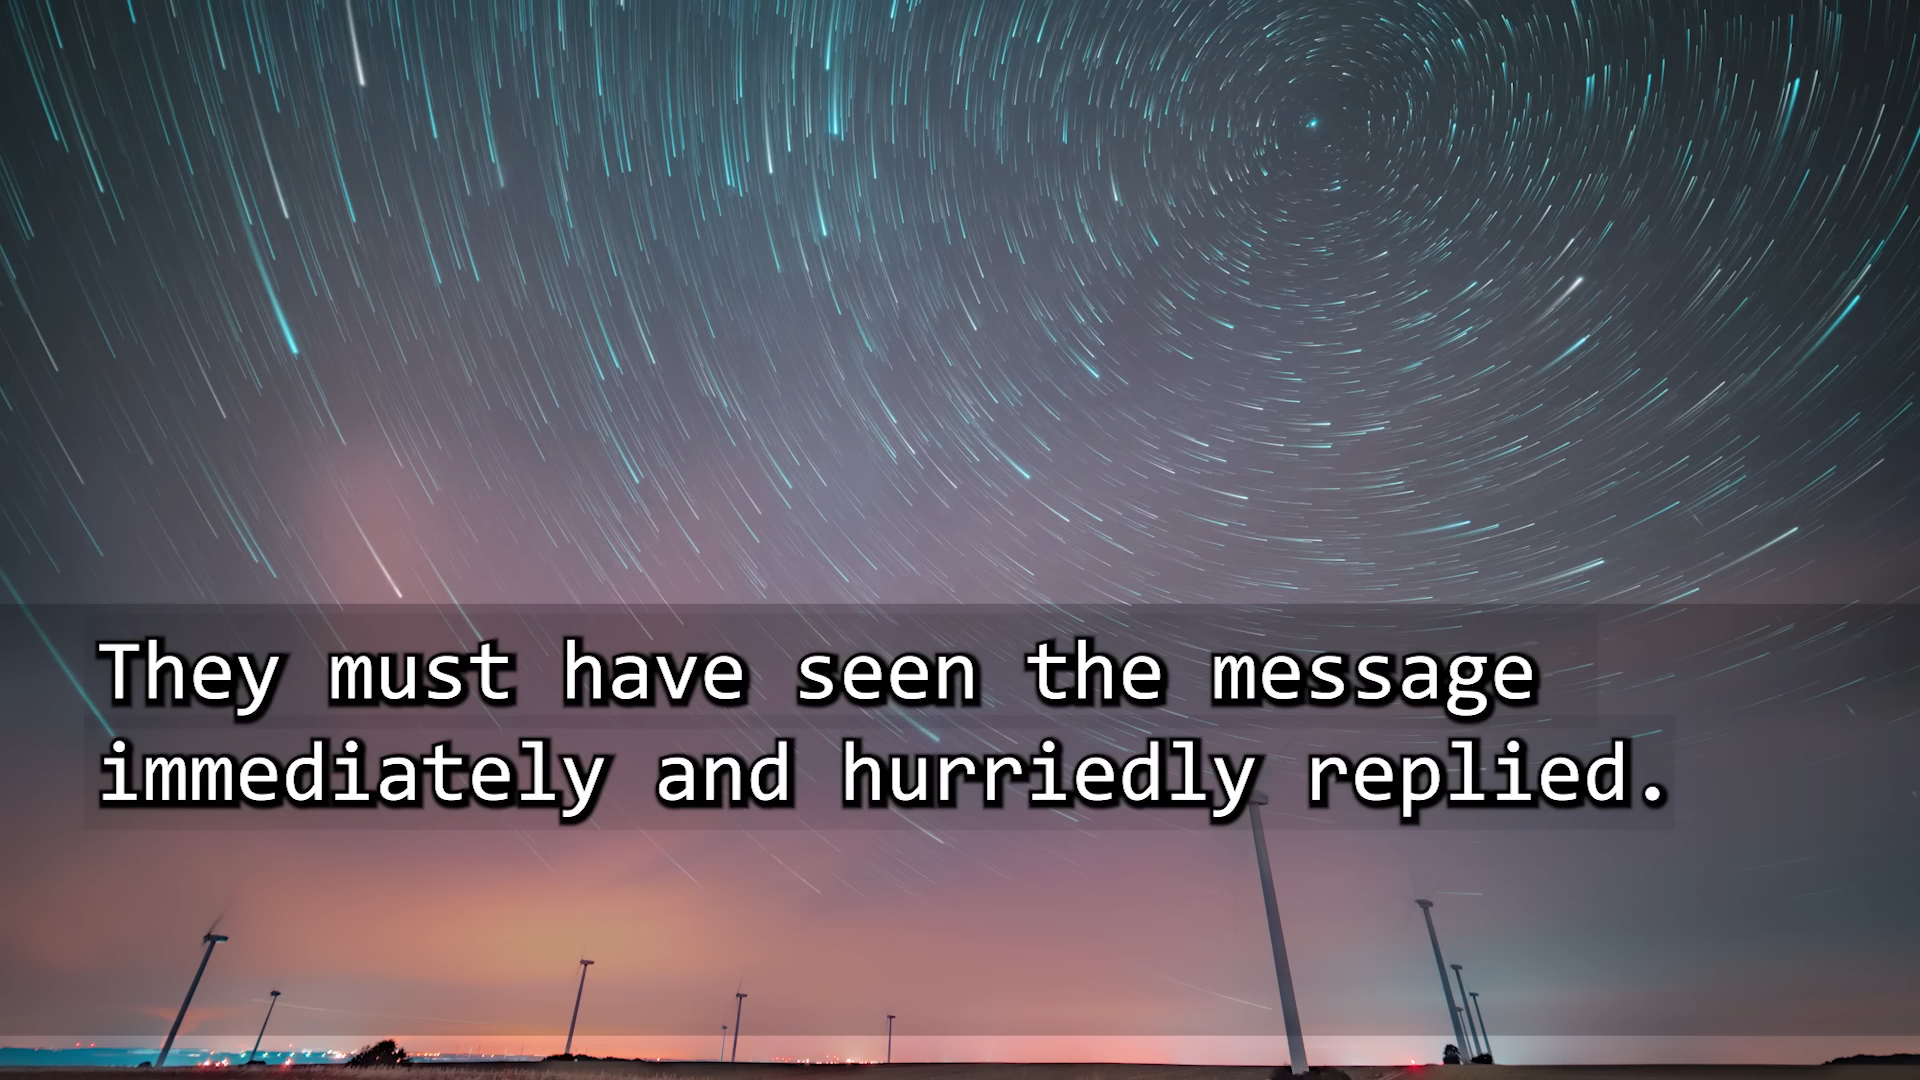 They must have seen the message
immediately and hurriedly replied.